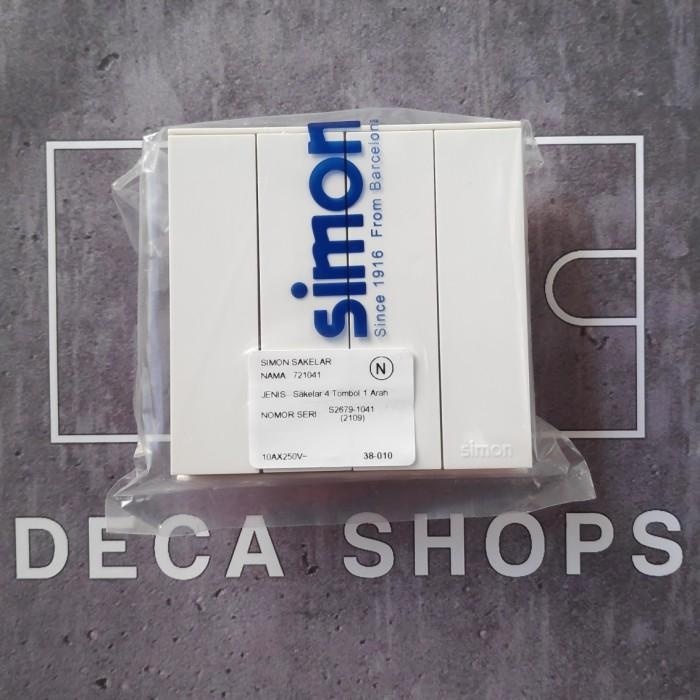 simon
Since 1916 From Barcelona
SIMON SAKELAR
NAMA 721041
N
JENIS Sakelar 4 Tombol 1 Arah
NOMOR SERI S2679-1041
(2109)
10AX250V~ 38-010
simon
DECA SHOPS